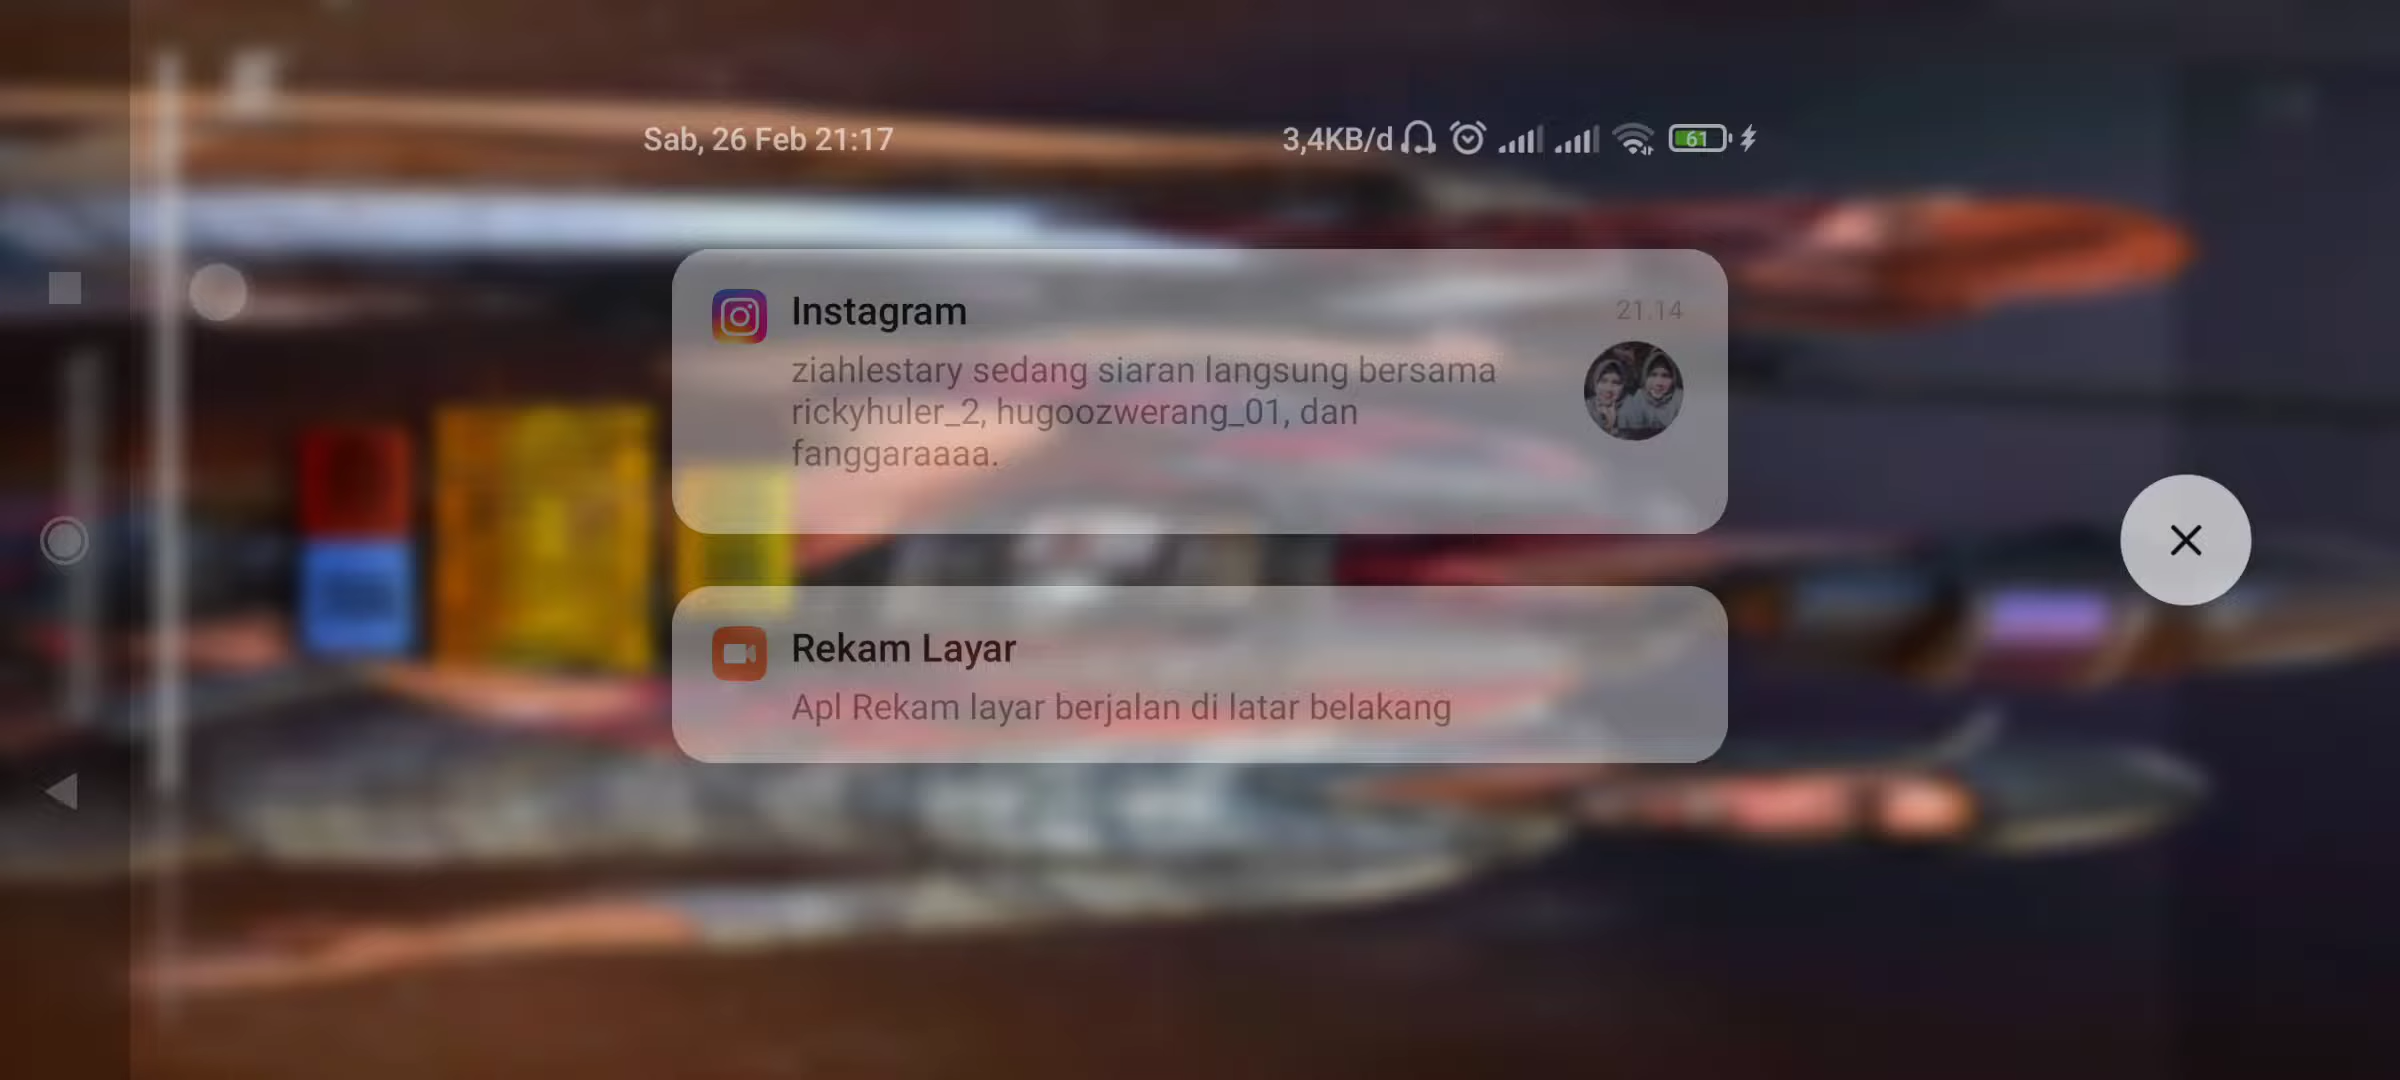 Sab, 26 Feb 21:17
3,4KB/d
61
Instagram
21.14
ziahlestary sedang siaran langsung bersama
rickyhuler_2, hugoozwerang_01, dan
fanggaraaaa.
Rekam Layar
Apl Rekam layar berjalan di latar belakang